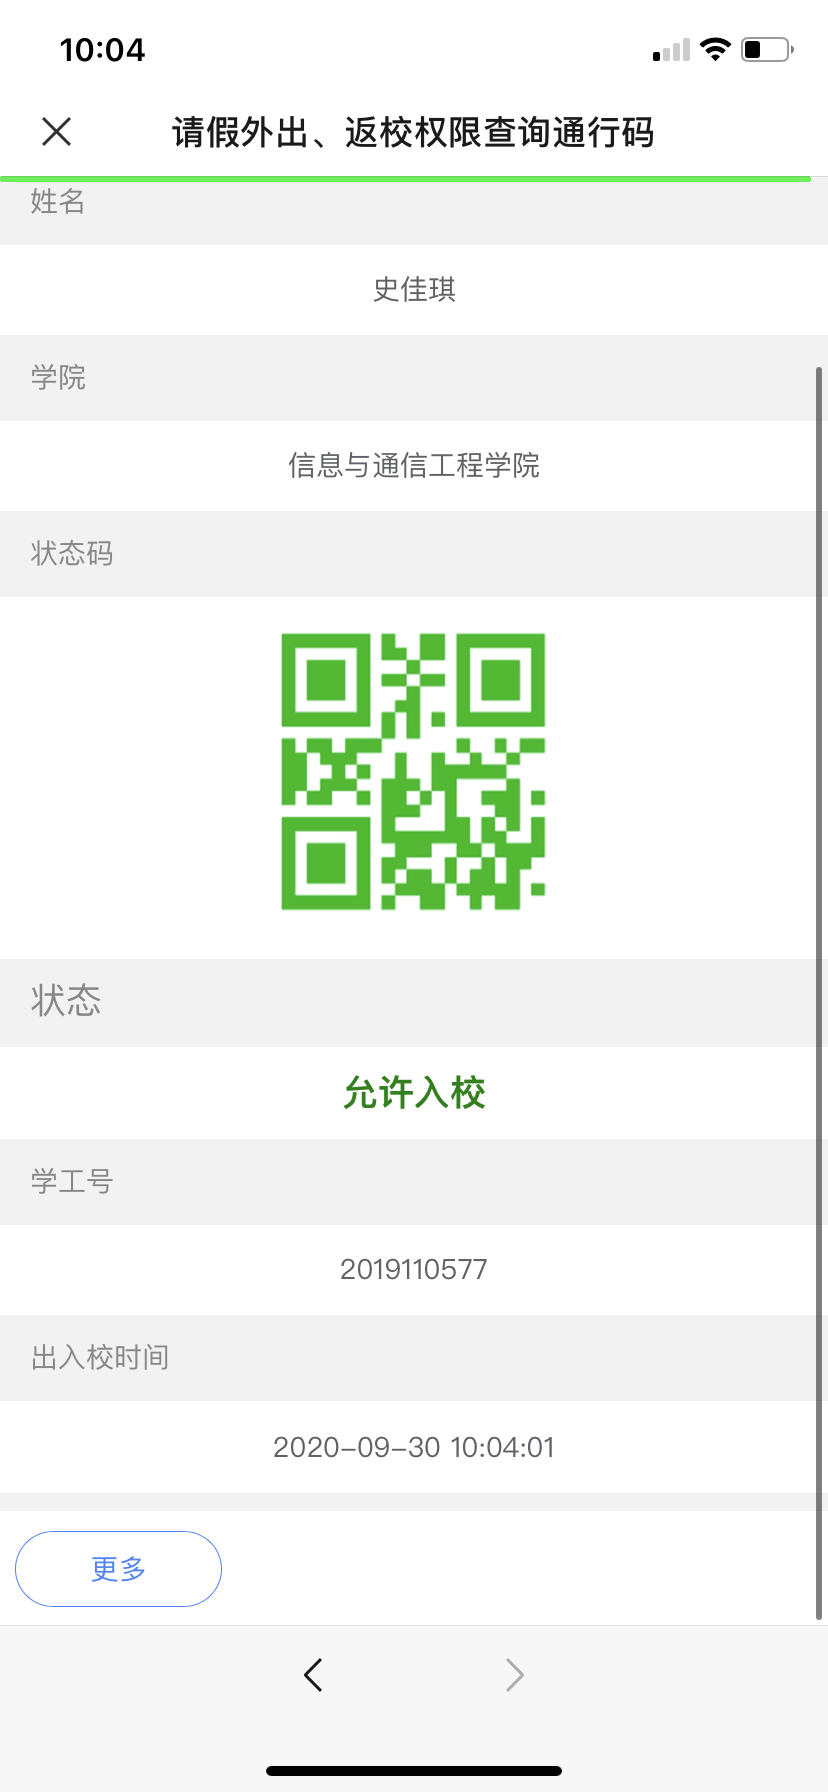 10:04
请假外出、返校权限查询通行码
姓名
史佳琪
学院
信息与通信工程学院
状态码
状态
允许入校
学工号
2019110577
出入校时间
2020-09-30 10:04:01
更多